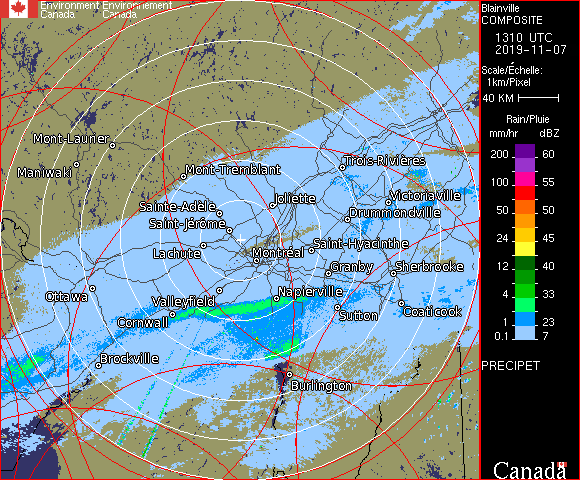 Environment Environnement
Canada Canada
Blainville
COMPOSITE
1310 UTC
2019-11-07
Scale/Échelle:
1km/Pixel
40 KM
Rain/Pluie
mm/hr dBZ
200 60
150 57
100 55
50 50
24 45
12 40
4 33
1 23
0.1 7
PRECIPET
Canada
Mont-Laurier
Maniwaki
Mont-Tremblant
Trois-Rivières
Joliette
Victoriaville
Sainte-Adèle
Drummondville
Saint-Jérôme
Saint-Hyacinthe
Lachute
Montréal
Granby
Sherbrooke
Ottawa
Valleyfield
Napierville
Cornwall
Sutton
Coaticook
Brockville
Burlington